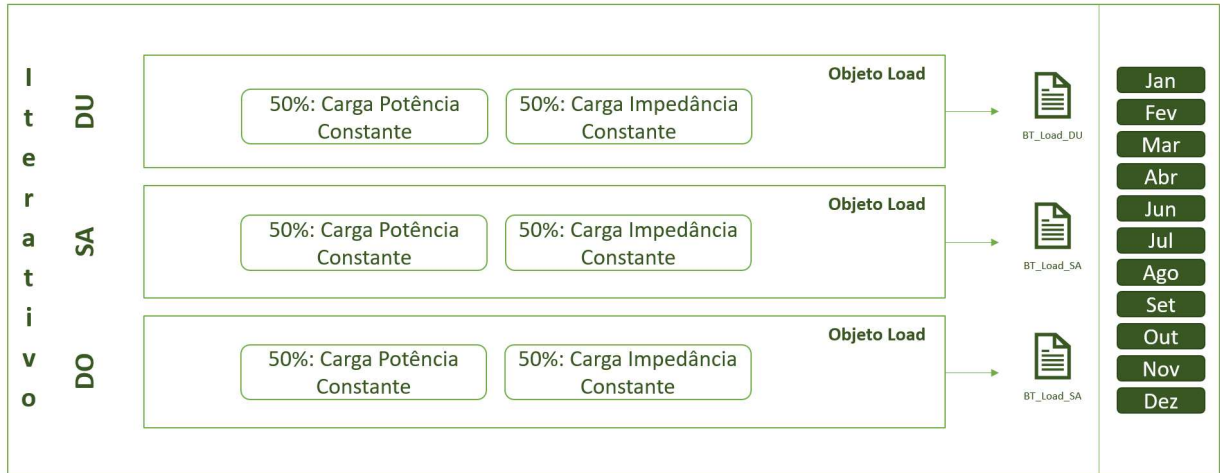 Iterativo
DU
Objeto Load
50%: Carga Potência
Constante
50%: Carga Impedância
Constante
BT_Load_DU
SA
Objeto Load
50%: Carga Potência
Constante
50%: Carga Impedância
Constante
BT_Load_SA
DO
Objeto Load
50%: Carga Potência
Constante
50%: Carga Impedância
Constante
BT_Load_SA
Jan
Fev
Mar
Abr
Jun
Jul
Ago
Set
Out
Nov
Dez